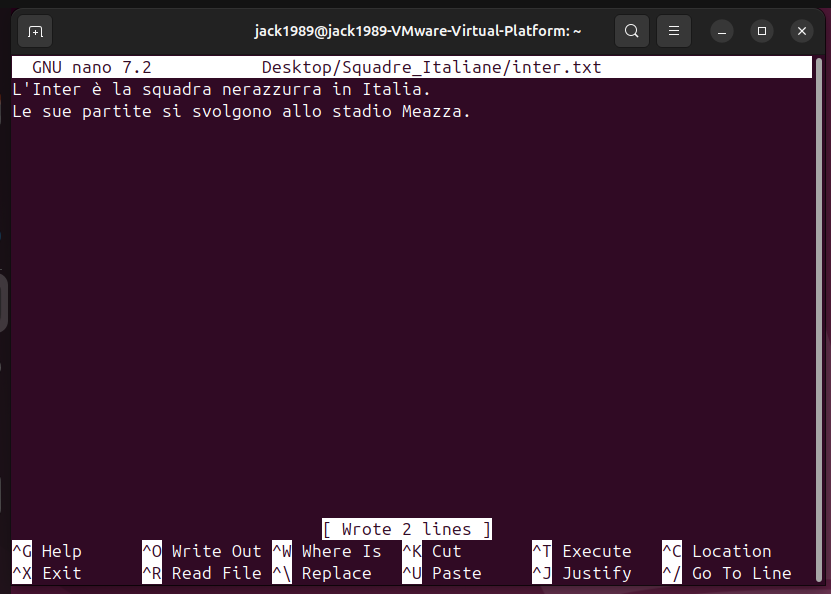 jack1989@jack1989-VMware-Virtual-Platform: ~
GNU nano 7.2 Desktop/Squadre_Italiane/inter.txt
L'Inter è la squadra nerazzurra in Italia.
Le sue partite si svolgono allo stadio Meazza.
[ Wrote 2 lines ]
^G Help ^O Write Out ^W Where Is ^K Cut ^T Execute ^C Location
^X Exit ^R Read File ^\ Replace ^U Paste ^J Justify ^/ Go To Line